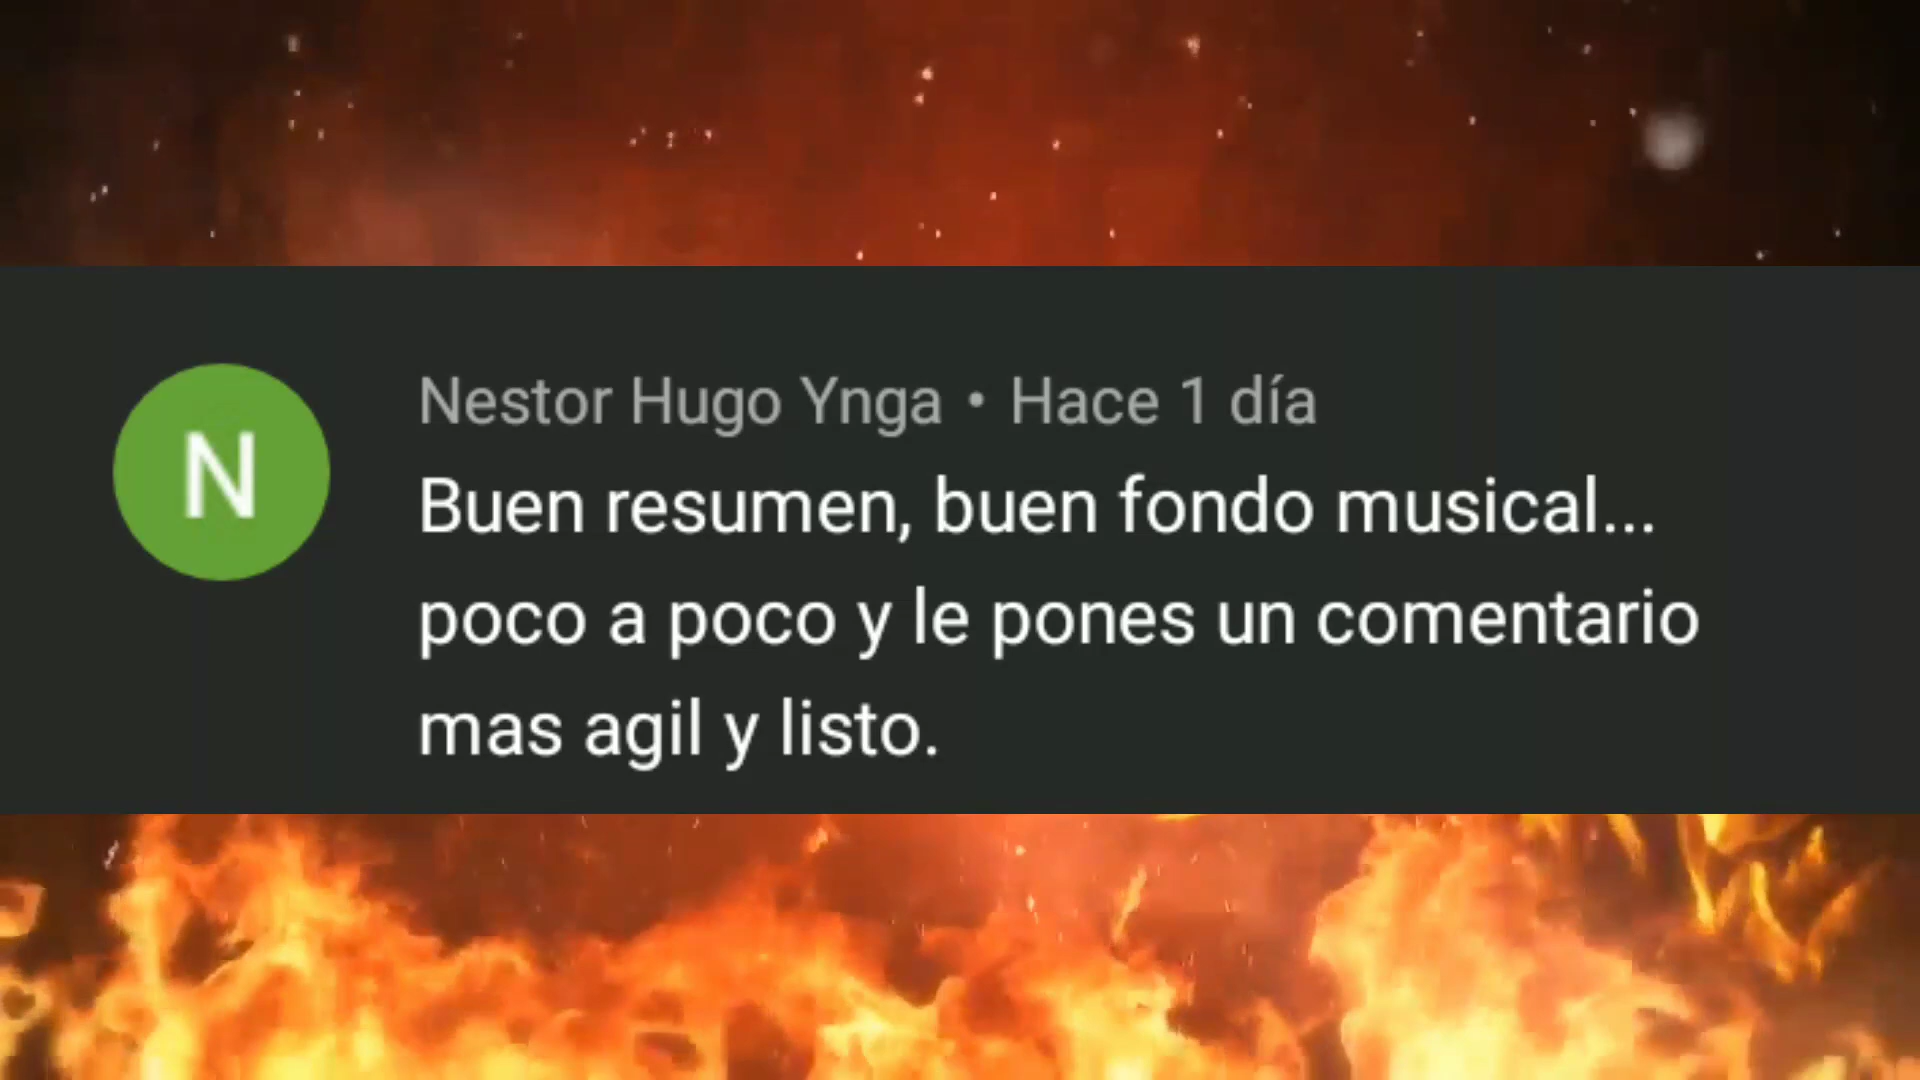 N
Nestor Hugo Ynga • Hace 1 día
Buen resumen, buen fondo musical...
poco a poco y le pones un comentario
mas agil y listo.